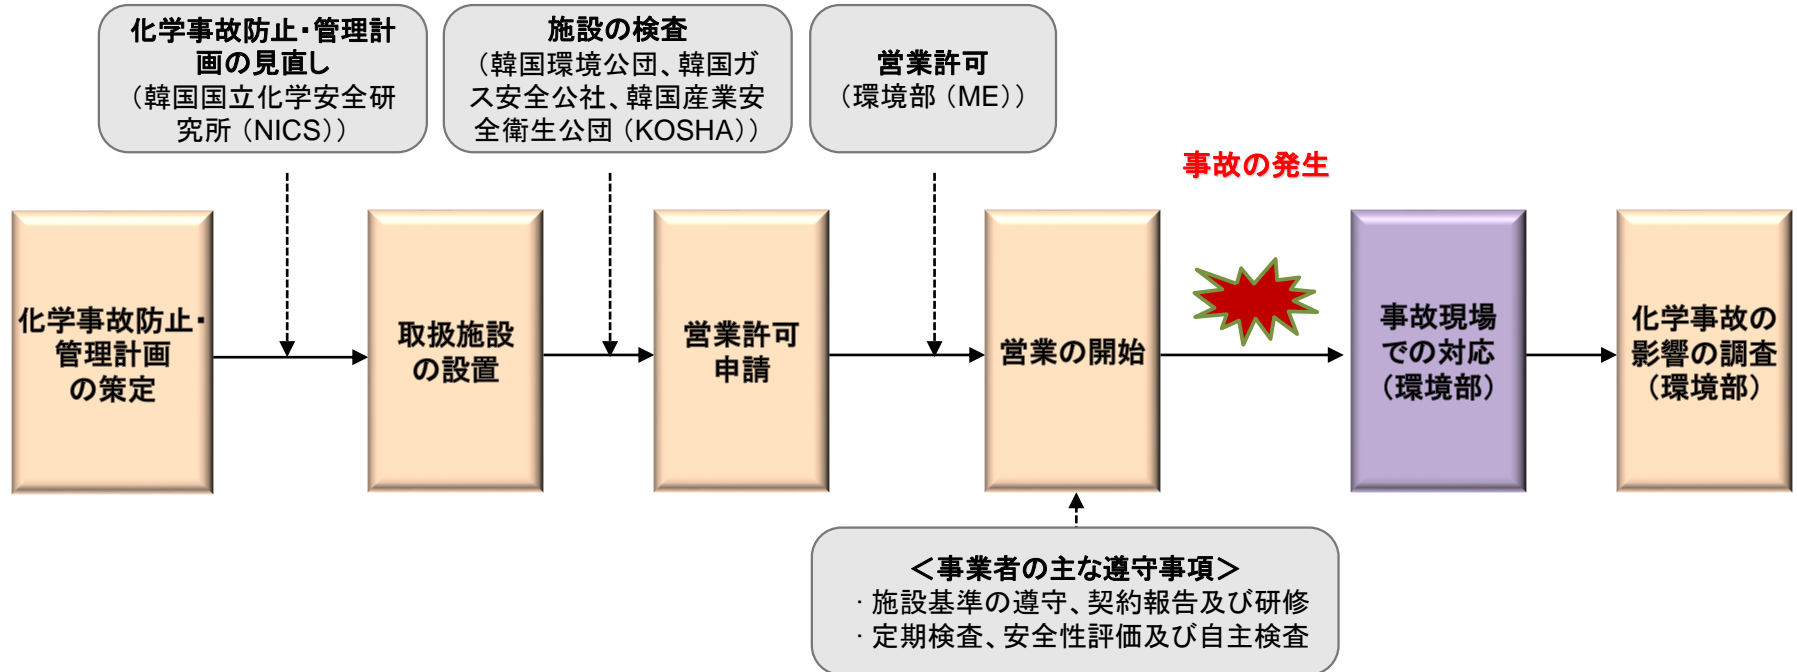 化学事故防止・管理計
画の見直し
（韓国国立化学安全研
究所（NICS））
施設の検査
（韓国環境公団、韓国ガ
ス安全公社、韓国産業安
全衛生公団（KOSHA））
営業許可
（環境部（ME））
事故の発生
化学事故防止・
管理計画
の策定
取扱施設
の設置
営業許可
申請
営業の開始
事故現場
での対応
（環境部）
化学事故の
影響の調査
（環境部）
＜事業者の主な遵守事項＞
· 施設基準の遵守、契約報告及び研修
· 定期検査、安全性評価及び自主検査